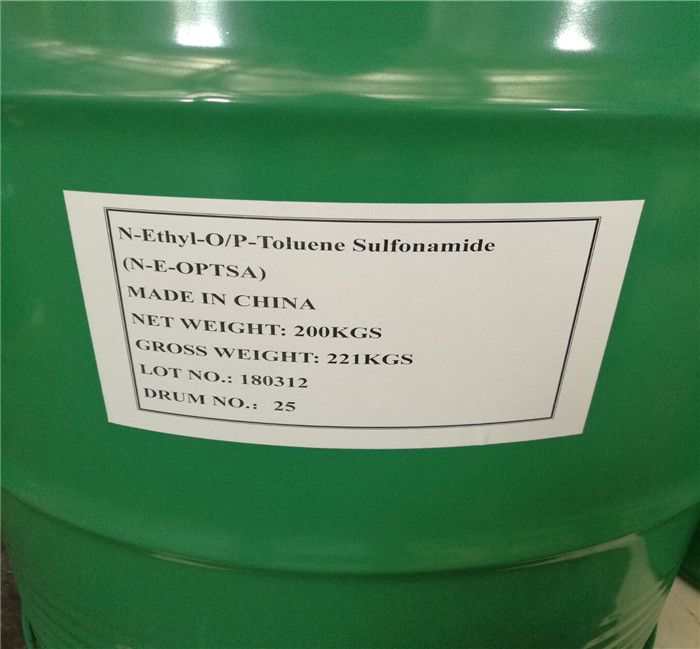 N-Ethyl-O/P-Toluene Sulfonamide
(N-E-OPTSA)
MADE IN CHINA
NET WEIGHT: 200KGS
GROSS WEIGHT: 221KGS
LOT NO.: 180312
DRUM NO.: 25